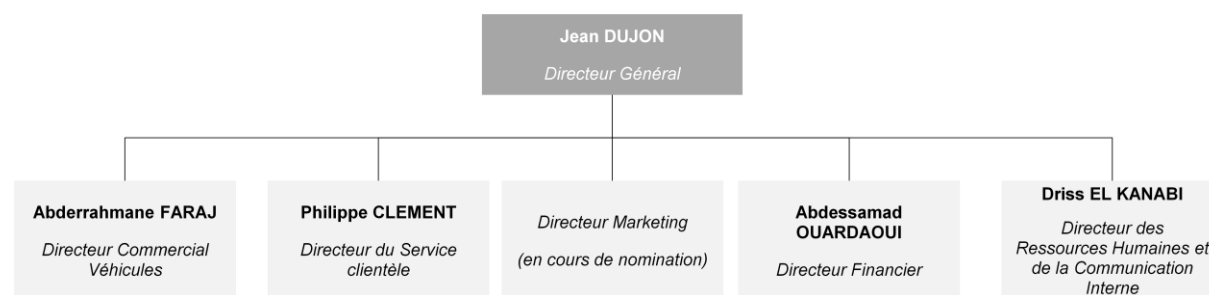 Jean DUJON
Directeur Général
Abderrahmane FARAJ
Directeur Commercial
Véhicules
Philippe CLEMENT
Directeur du Service
clientèle
Directeur Marketing
(en cours de nomination)
Abdessamad
OUARDAOUI
Directeur Financier
Driss EL KANABI
Directeur des
Ressources Humaines et
de la Communication
Interne